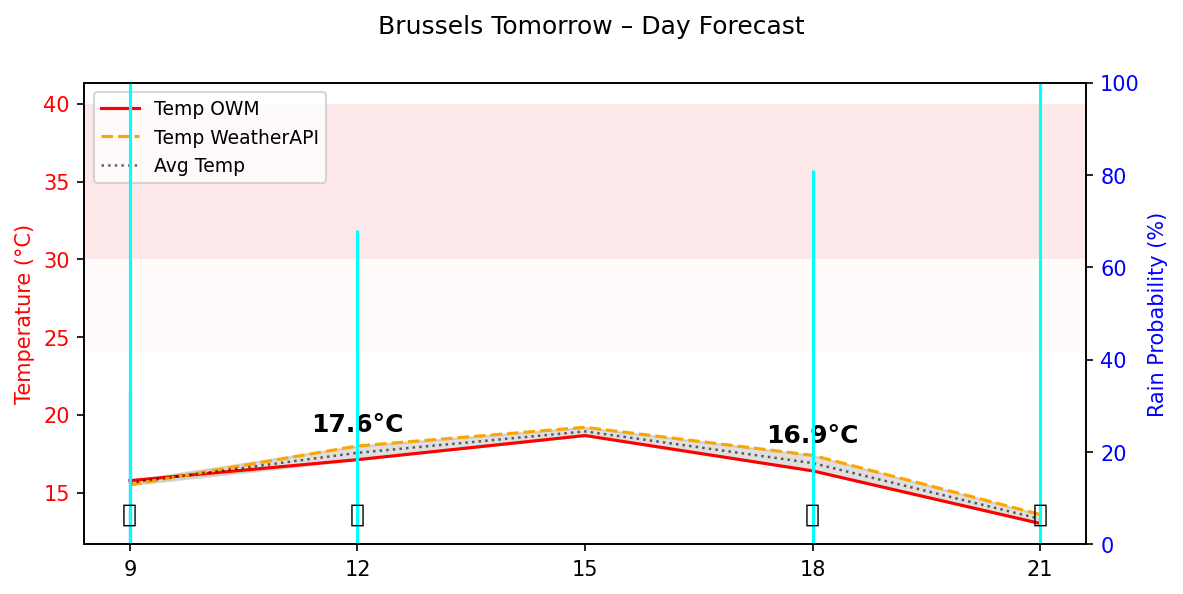 Brussels Tomorrow – Day Forecast
Temperature (°C)
40
35
30
25
20
15
Temp OWM
Temp WeatherAPI
Avg Temp
17.6°C
16.9°C
100
80
60
40
20
0
Rain Probability (%)
9
12
15
18
21